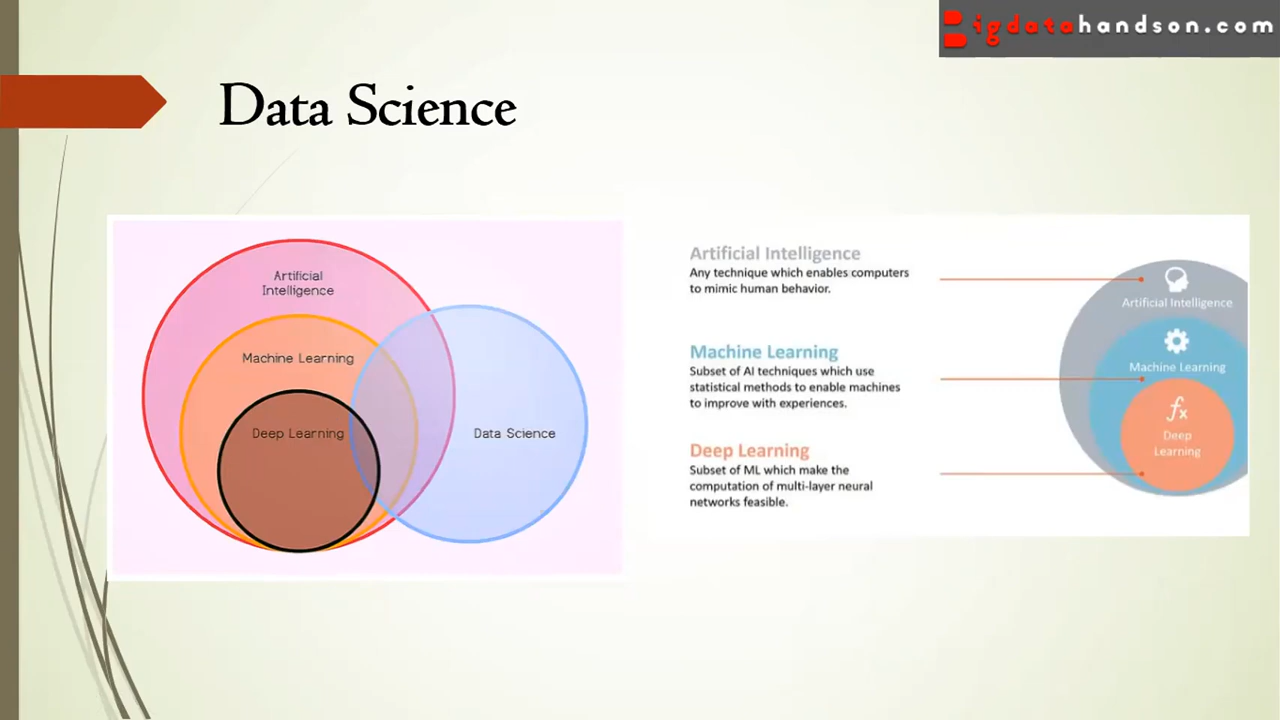 Bigdatahandson.com
Data Science
Artificial
Intelligence
Machine Learning
Deep Learning
Data Science
Artificial Intelligence
Any technique which enables computers
to mimic human behavior.
Machine Learning
Subset of AI techniques which use
statistical methods to enable machines
to improve with experiences.
Deep Learning
Subset of ML which make the
computation of multi-layer neural
networks feasible.
Artificial Intelligence
Machine Learning
fx
Deep
Learning